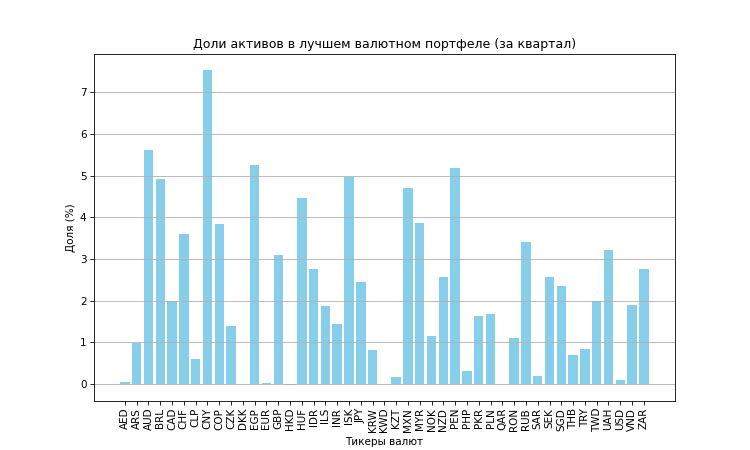 Доли активов в лучшем валютном портфеле (за квартал)
Доля (%)
7
6
5
4
3
2
1
0
AED ARS AUD BRL CAD CHF CLP CNY COP CZK DKK EGP EUR GBP HKD HUF IDR ILS INR ISK JPY KRW KWD KZT MXN MYR NOK NZD PEN PHP PKR PLN QAR RON RUB SAR SEK SGD THB TRY TWD UAH USD VND ZAR
Тикеры валют